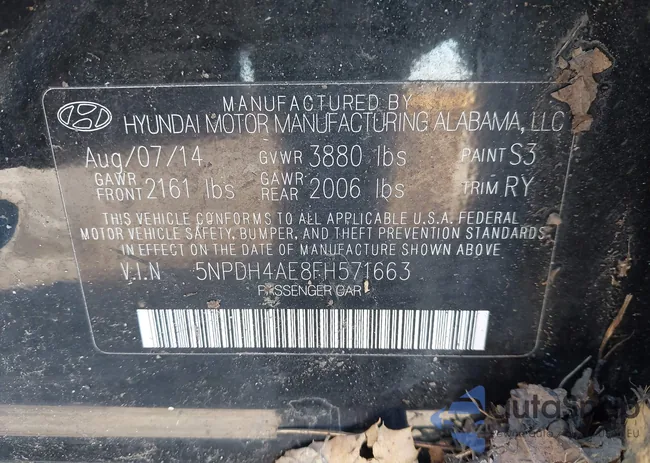 MANUFACTURED BY
HYUNDAI MOTOR MANUFACTURING ALABAMA, LLC
Aug/07/14 GVWR 3880 lbs PAINT S3
GAWR FRONT 2161 lbs GAWR REAR 2006 lbs TRIM RY
THIS VEHICLE CONFORMS TO ALL APPLICABLE U.S.A. FEDERAL
MOTOR VEHICLE SAFETY, BUMPER, AND THEFT PREVENTION STANDARDS
IN EFFECT ON THE DATE OF MANUFACTURE SHOWN ABOVE
V.I.N 5NPDH4AE8FH571663
PASSENGER CAR